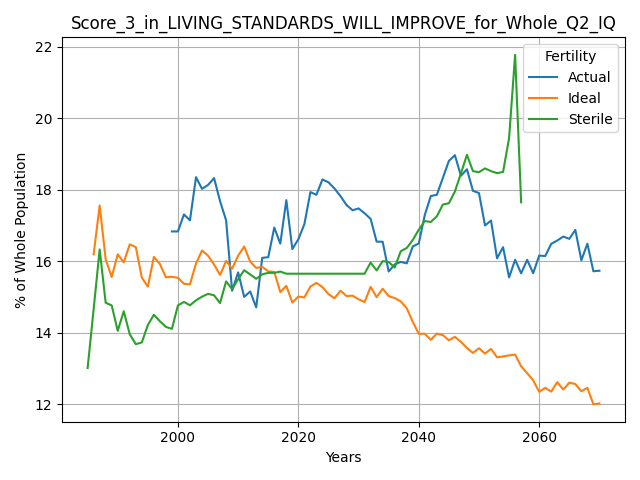 Score_3_in_LIVING_STANDARDS_WILL_IMPROVE_for_Whole_Q2_IQ
% of Whole Population
22
20
18
16
14
12
Fertility
Actual
Ideal
Sterile
2000 2020 2040 2060
Years